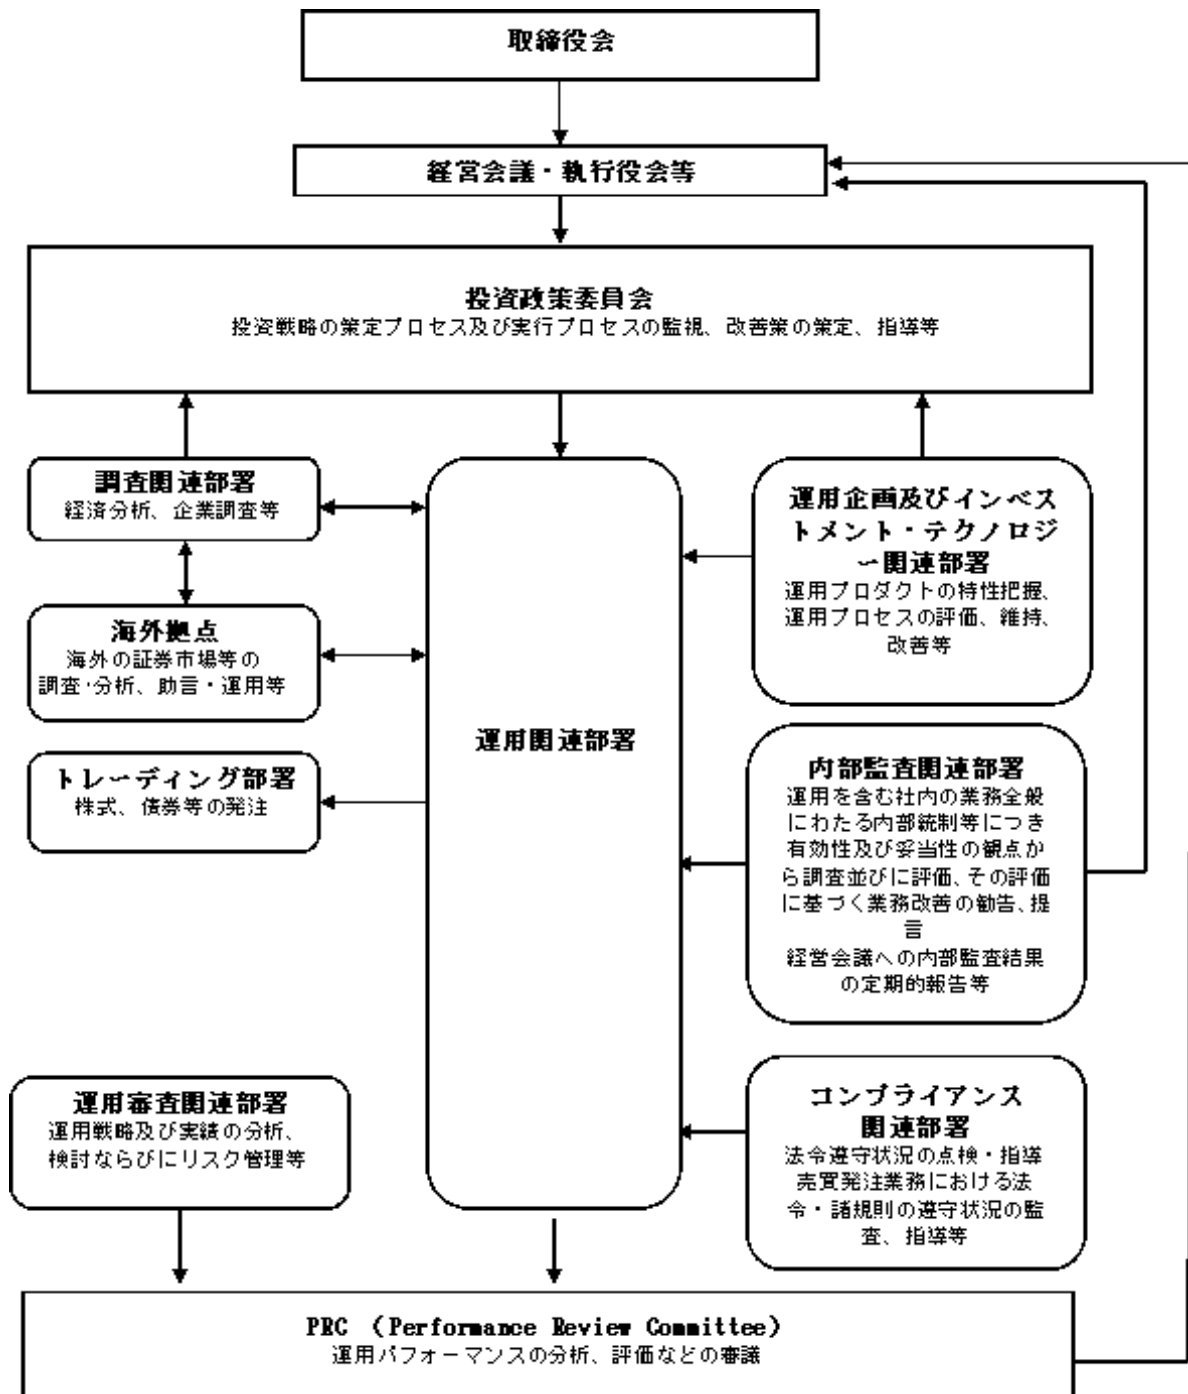 取締役会
経営会議・執行役会等
投資政策委員会
投資戦略の策定プロセス及び実行プロセスの監視、改善策の策定、指導等
調査関連部署
経済分析、企業調査等
海外拠点
海外の証券市場等の
調査・分析、助言・運用等
トレーディング部署
株式、債券等の発注
運用関連部署
運用企画及びインベス
トメント・テクノロジ
ー関連部署
運用プロダクトの特性把握、
運用プロセスの評価、維持、
改善等
内部監査関連部署
運用を含む社内の業務全般
にわたる内部統制等につき
有効性及び妥当性の観点か
ら調査並びに評価、その評価
に基づく業務改善の勧告、提
言
経営会議への内部監査結果
の定期的報告等
運用審査関連部署
運用戦略及び実績の分析、
検討ならびにリスク管理等
コンプライアンス
関連部署
法令遵守状況の点検・指導
売買発注業務における法
令・諸規則の遵守状況の監
査、指導等
PRC （Performance Review Committee）
運用パフォーマンスの分析、評価などの審議